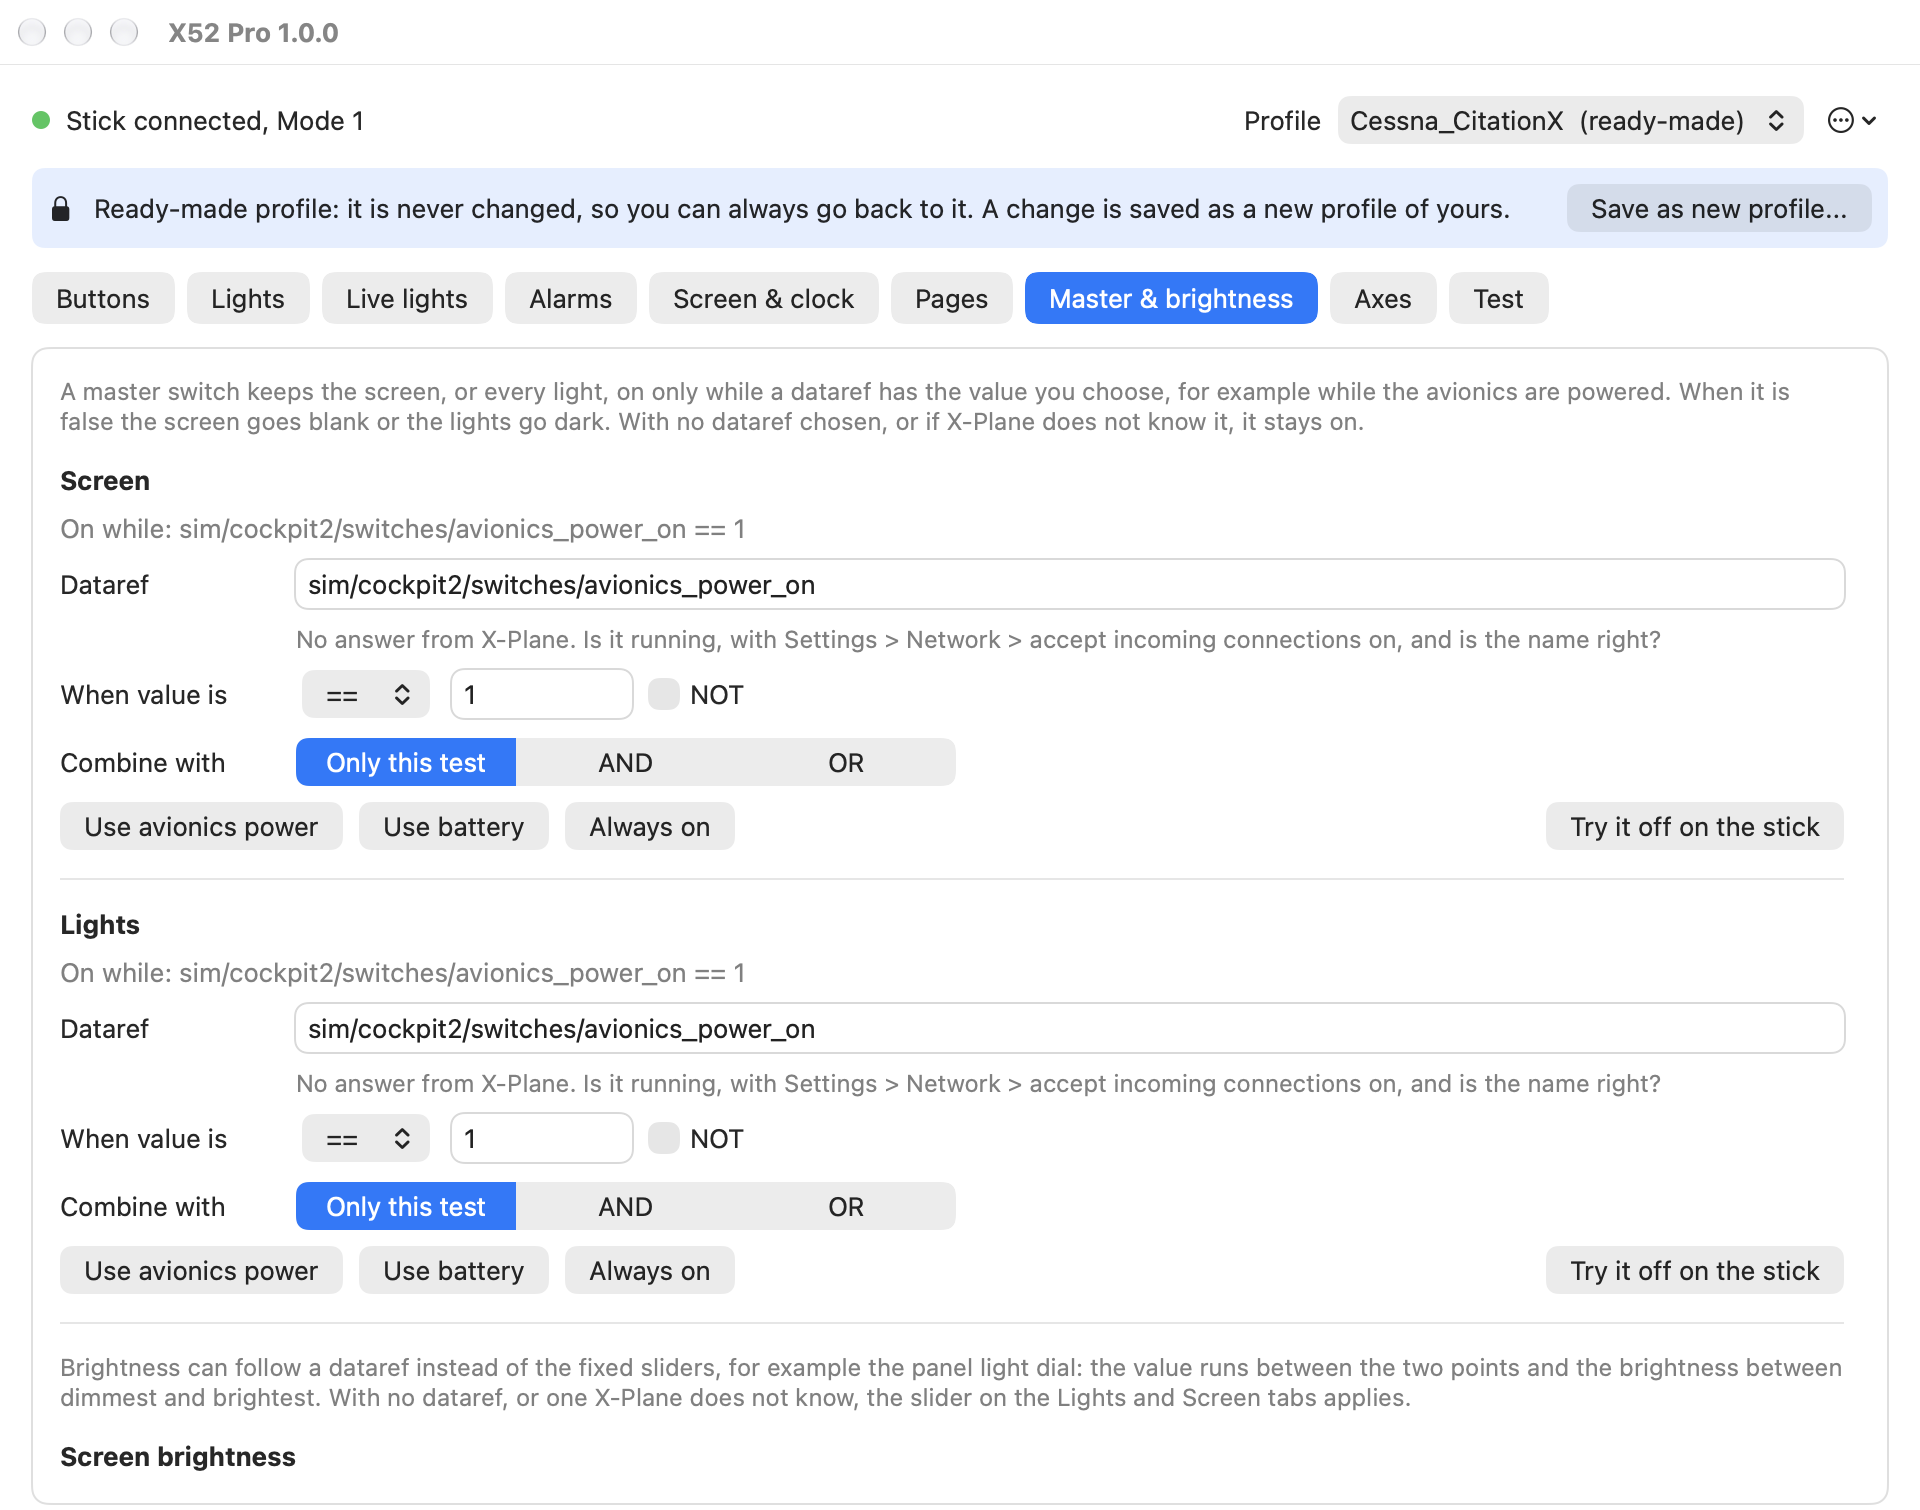 X52 Pro 1.0.0
Stick connected, Mode 1
Profile
Cessna_CitationX (ready-made)
Ready-made profile: it is never changed, so you can always go back to it. A change is saved as a new profile of yours.
Save as new profile...
Buttons
Lights
Live lights
Alarms
Screen & clock
Pages
Master & brightness
Axes
Test
A master switch keeps the screen, or every light, on only while a dataref has the value you choose, for example while the avionics are powered. When it is
false the screen goes blank or the lights go dark. With no dataref chosen, or if X-Plane does not know it, it stays on.
Screen
On while: sim/cockpit2/switches/avionics_power_on == 1
Dataref
sim/cockpit2/switches/avionics_power_on
No answer from X-Plane. Is it running, with Settings > Network > accept incoming connections on, and is the name right?
When value is
==
1
NOT
Combine with
Only this test
AND
OR
Use avionics power
Use battery
Always on
Try it off on the stick
Lights
On while: sim/cockpit2/switches/avionics_power_on == 1
Dataref
sim/cockpit2/switches/avionics_power_on
No answer from X-Plane. Is it running, with Settings > Network > accept incoming connections on, and is the name right?
When value is
==
1
NOT
Combine with
Only this test
AND
OR
Use avionics power
Use battery
Always on
Try it off on the stick
Brightness can follow a dataref instead of the fixed sliders, for example the panel light dial: the value runs between the two points and the brightness between
dimmest and brightest. With no dataref, or one X-Plane does not know, the slider on the Lights and Screen tabs applies.
Screen brightness